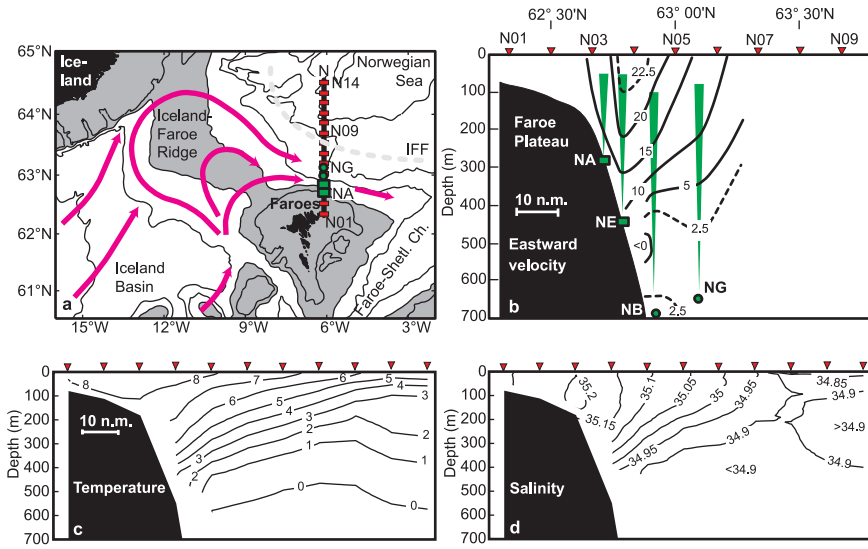 65°N
64°N
63°N
62°N
61°N
15°W
12°W
9°W
6°W
3°W
Ice-
land
Norwegian
Sea
N
N14
Iceland-
Faroe
Ridge
N09
IFF
NG
NA
Faroes
N01
Iceland
Basin
Faroe-Shetl. Ch.
a
62° 30'N
63° 00'N
63° 30'N
N01
N03
N05
N07
N09
Depth (m)
0
100
200
300
400
500
600
700
Faroe
Plateau
10 n.m.
Eastward
velocity
NA
NE
NB
NG
22.5
20
15
10
5
2.5
<0
2.5
b
Depth (m)
0
100
200
300
400
500
600
700
10 n.m.
Temperature
8
8
7
6
5
4
3
6
5
4
3
2
1
3
2
2
1
0
0
c
Depth (m)
0
100
200
300
400
500
600
700
Salinity
35.2
35.15
35.1
35.05
35
34.95
34.95
34.9
34.9
34.85
34.9
>34.9
<34.9
34.9
d